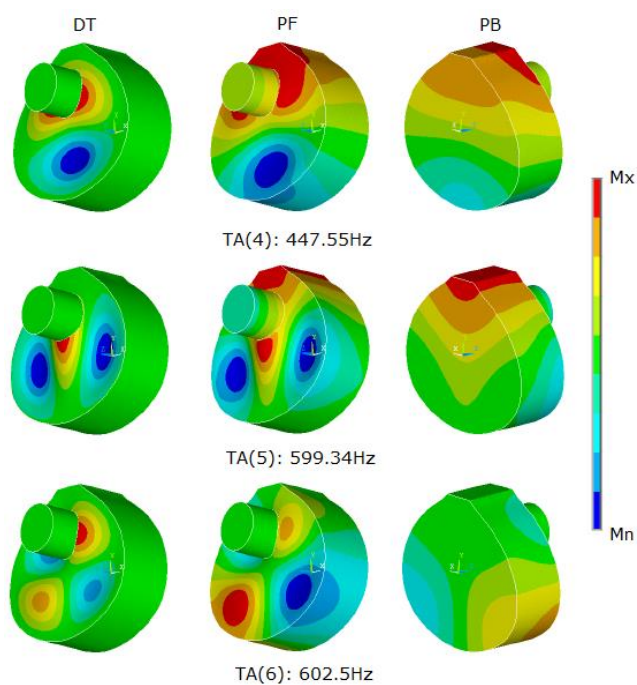 DT PF PB
Mx
TA(4): 447.55Hz
TA(5): 599.34Hz
Mn
TA(6): 602.5Hz